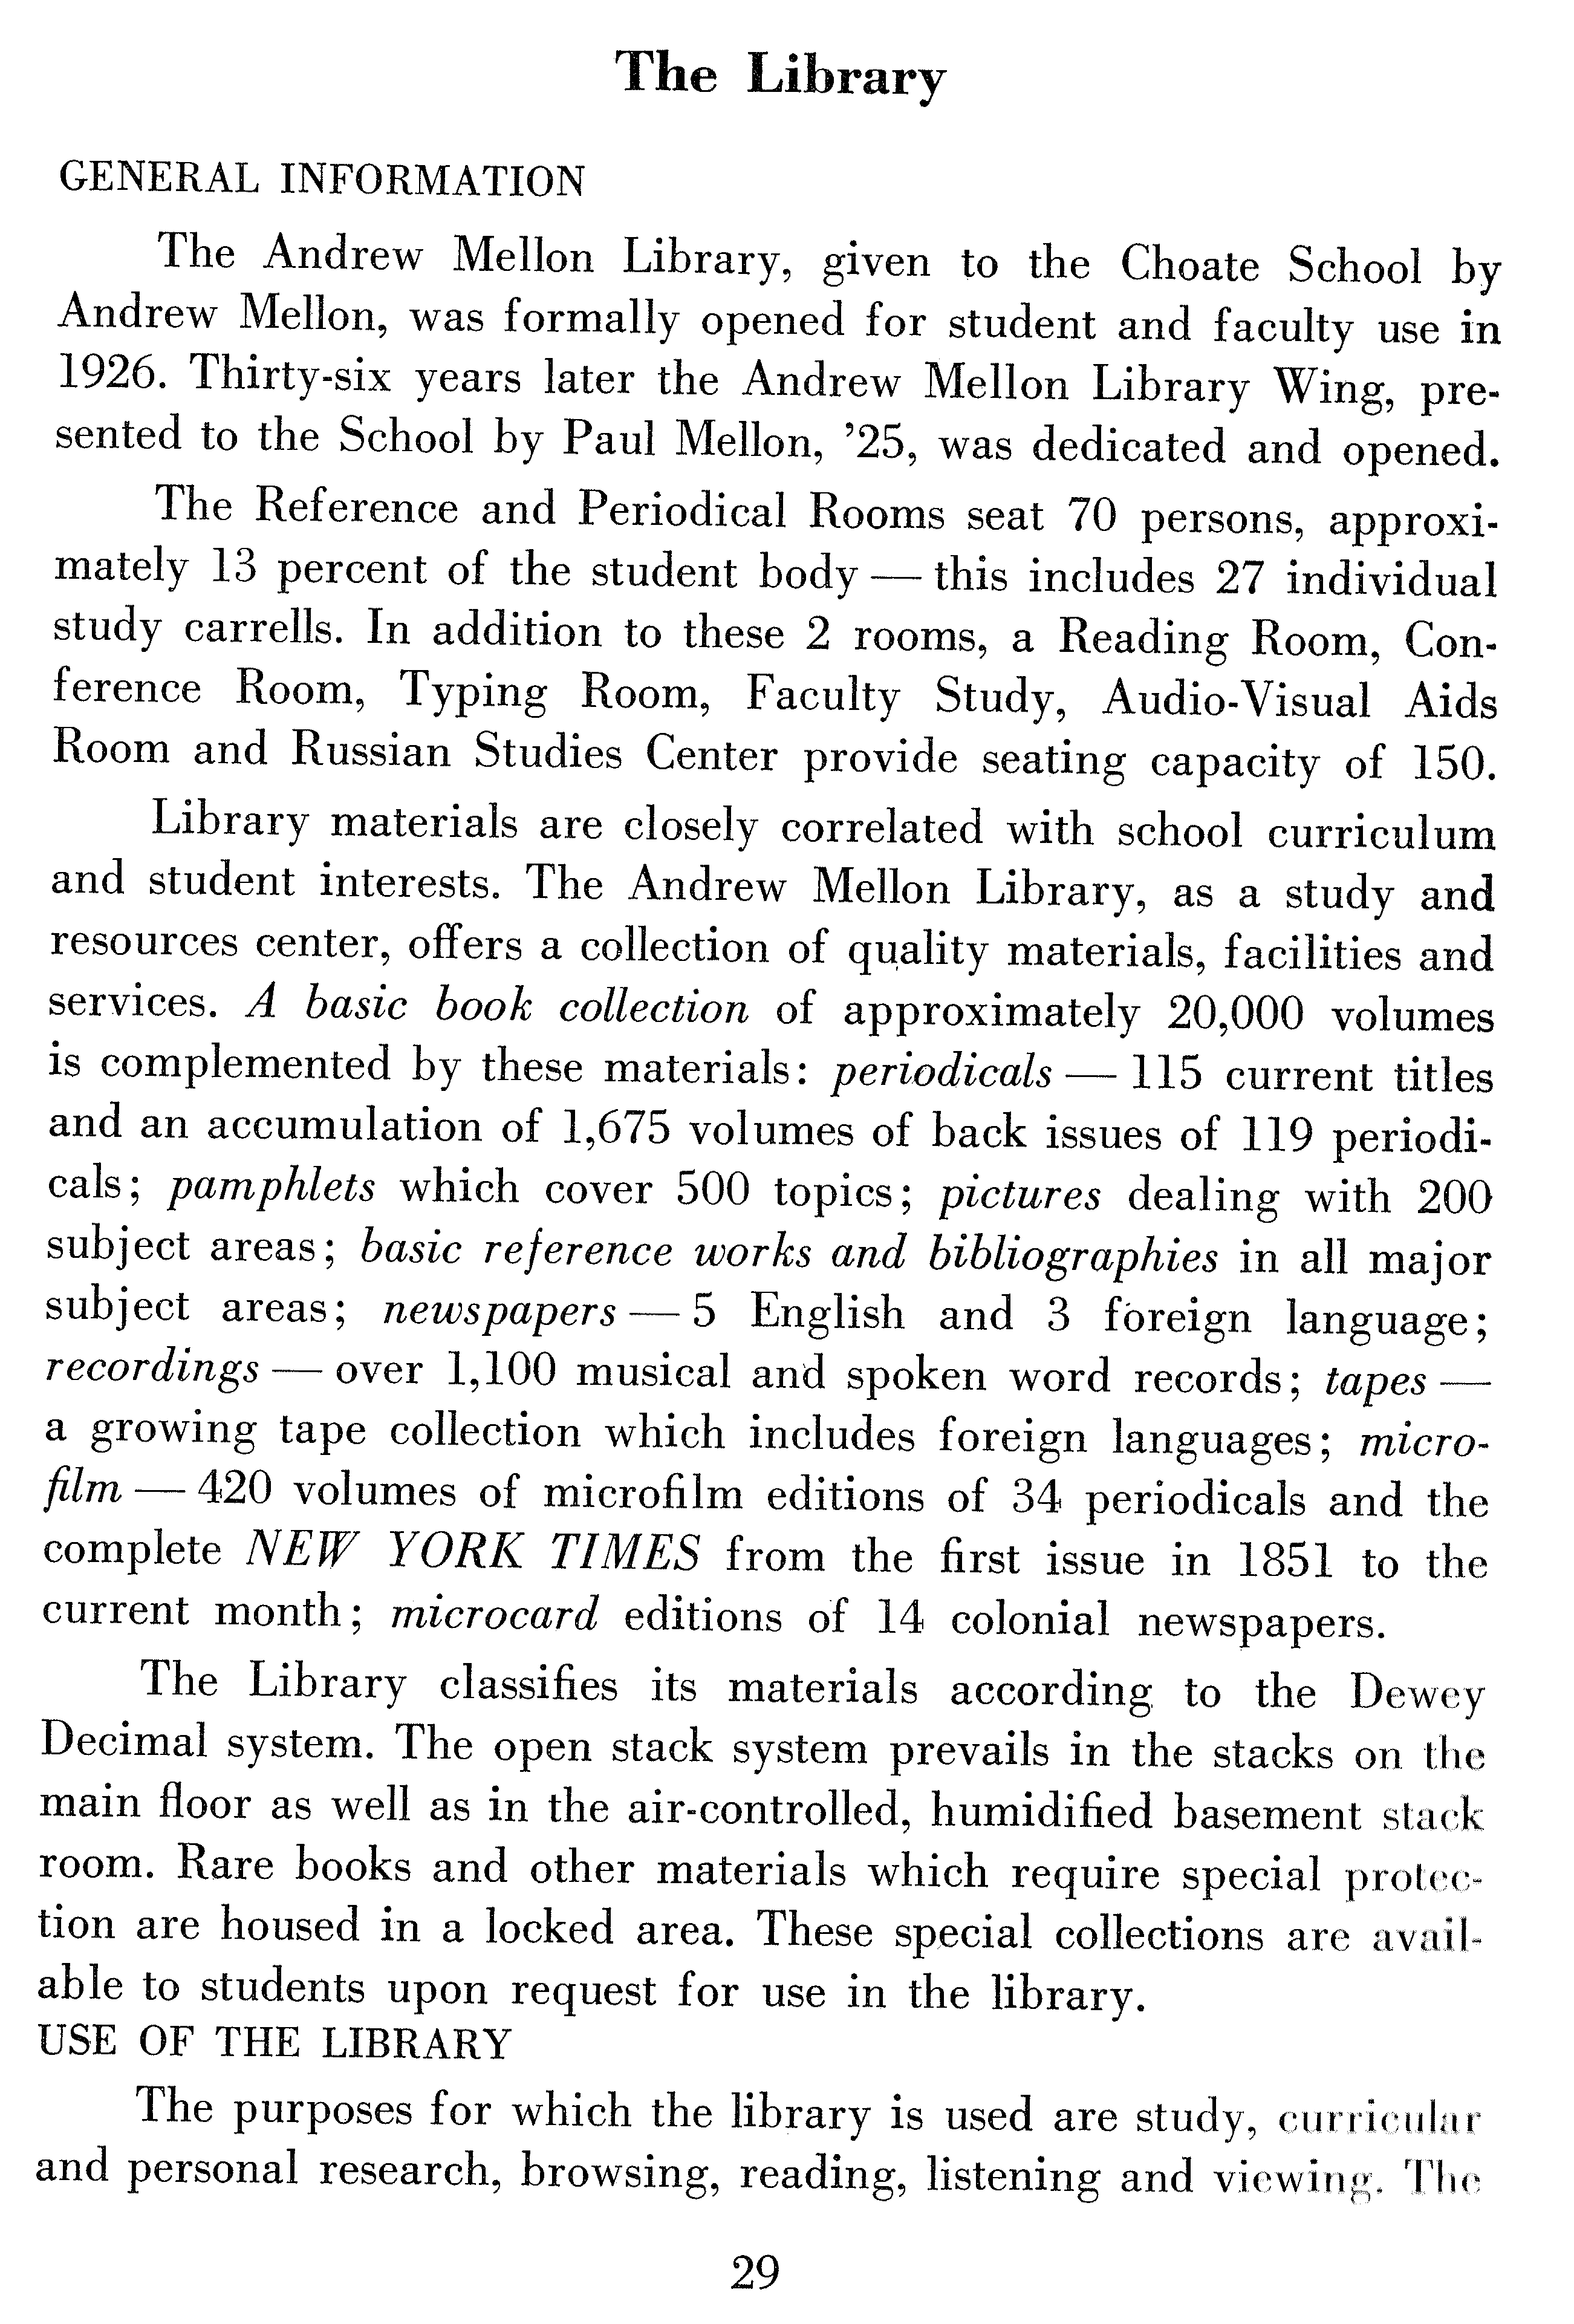 The Library
GENERAL INFORMATION
The Andrew Mellon Library, given to the Choate School by
Andrew Mellon, was formally opened for student and faculty use in
1926. Thirty-six years later the Andrew Mellon Library Wing, pre-
sented to the School by Paul Mellon, ’25, was dedicated and opened.
The Reference and Periodical Rooms seat 70 persons, approxi-
mately 13 percent of the student body — this includes 27 individual
study carrells. In addition to these 2 rooms, a Reading Room, Con-
ference Room, Typing Room, Faculty Study, Audio-Visual Aids
Room and Russian Studies Center provide seating capacity of 150.
Library materials are closely correlated with school curriculum
and student interests. The Andrew Mellon Library, as a study and
resources center, offers a collection of quality materials, facilities and
services. A basic book collection of approximately 20,000 volumes
is complemented by these materials: periodicals — 115 current titles
and an accumulation of 1,675 volumes of back issues of 119 periodi-
cals; pamphlets which cover 500 topics; pictures dealing with 200
subject areas; basic reference works and bibliographies in all major
subject areas; newspapers — 5 English and 3 foreign language;
recordings — over 1,100 musical and spoken word records; tapes —
a growing tape collection which includes foreign languages; micro-
film — 420 volumes of microfilm editions of 34 periodicals and the
complete NEW YORK TIMES from the first issue in 1851 to the
current month; microcard editions of 14 colonial newspapers.
The Library classifies its materials according to the Dewey
Decimal system. The open stack system prevails in the stacks on the
main floor as well as in the air-controlled, humidified basement stack
room. Rare books and other materials which require special protec-
tion are housed in a locked area. These special collections are avail-
able to students upon request for use in the library.
USE OF THE LIBRARY
The purposes for which the library is used are study, curricular
and personal research, browsing, reading, listening and viewing. The
29